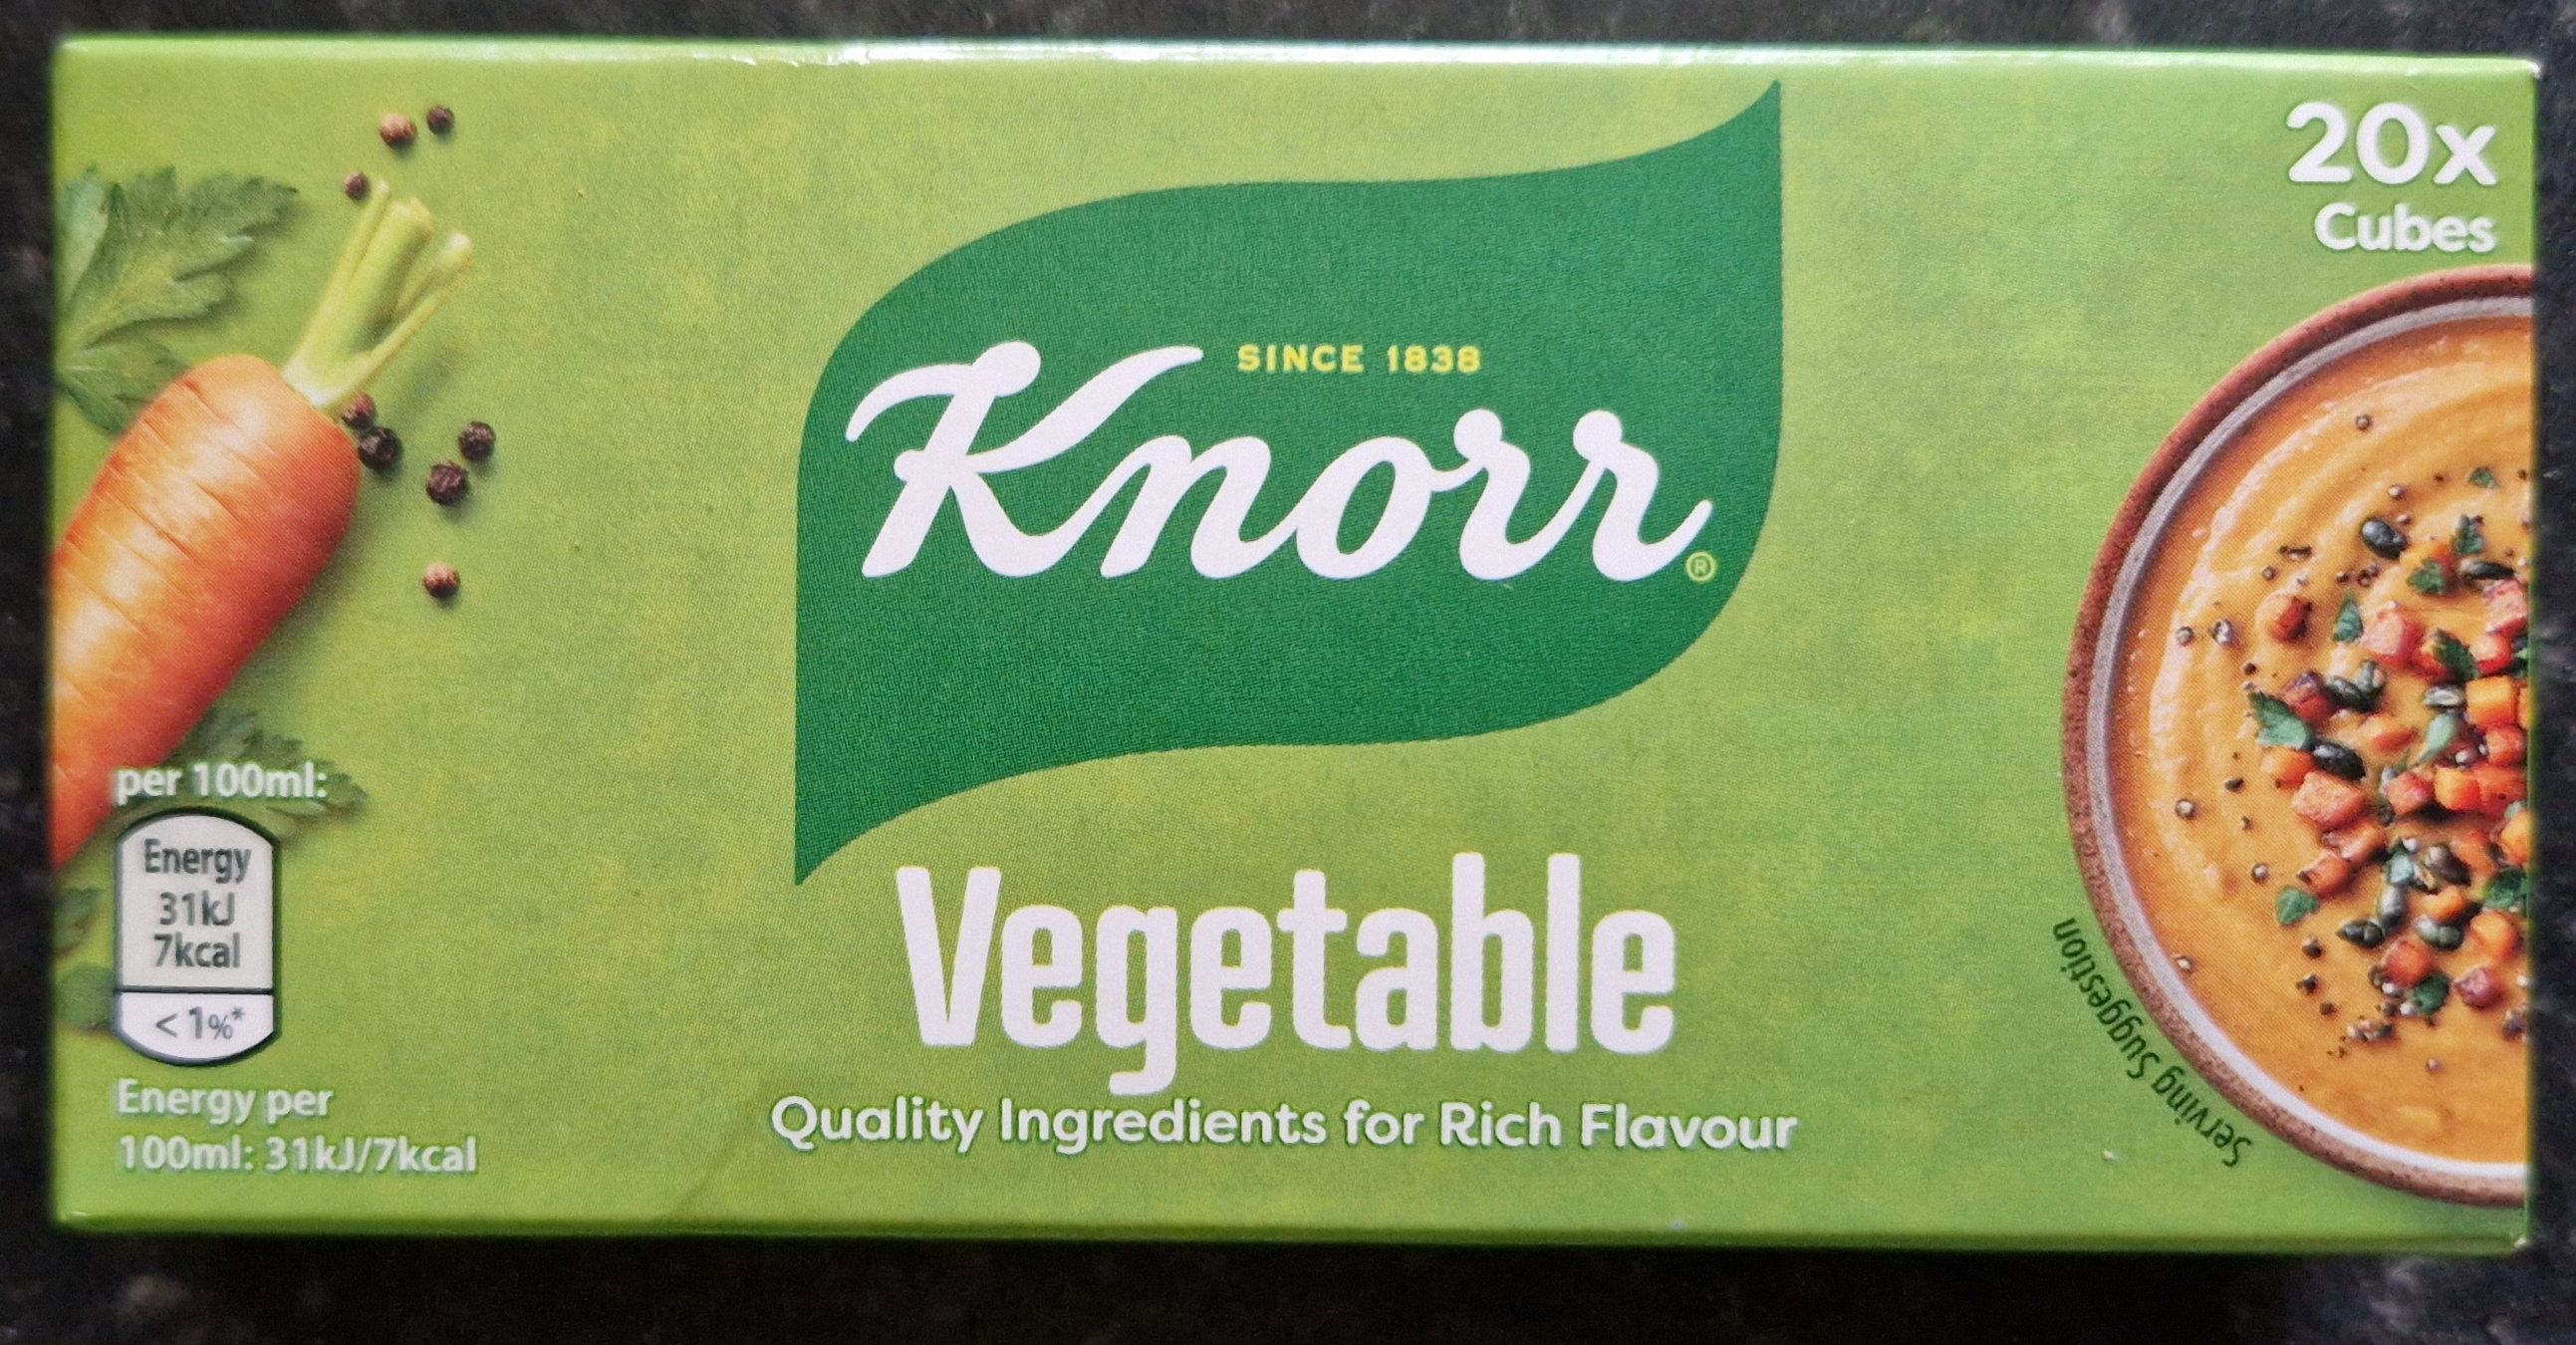 20x
Cubes
SINCE 1838
Knorr®
Vegetable
Quality Ingredients for Rich Flavour
per 100ml:
Energy
31kJ
7kcal
<1%*
Energy per
100ml: 31kJ/7kcal
Serving Suggestion